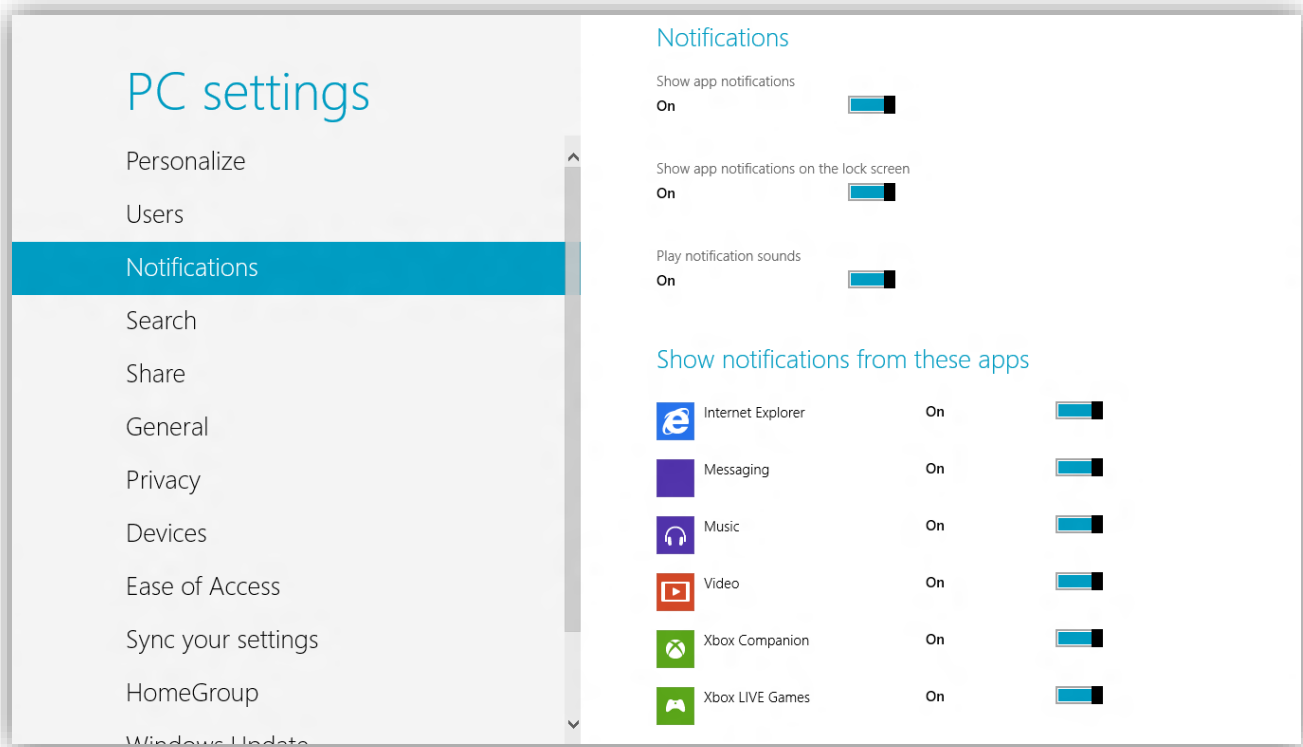 PC settings
Personalize
Users
Notifications
Search
Share
General
Privacy
Devices
Ease of Access
Sync your settings
HomeGroup
Windows Update
Notifications
Show app notifications
On
Show app notifications on the lock screen
On
Play notification sounds
On
Show notifications from these apps
Internet Explorer On
Messaging On
Music On
Video On
Xbox Companion On
Xbox LIVE Games On